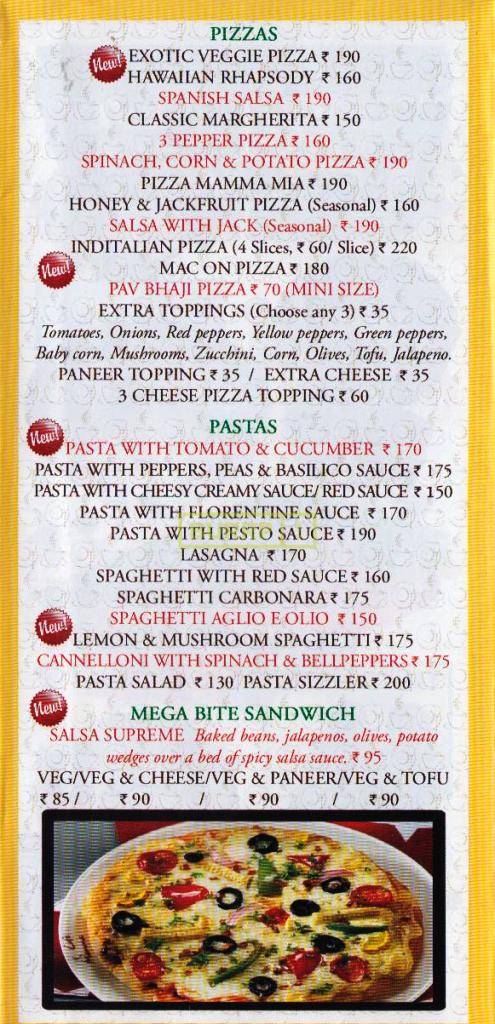 PIZZAS
New! EXOTIC VEGGIE PIZZA ₹ 190
HAWAIIAN RHAPSODY ₹ 160
SPANISH SALSA ₹ 190
CLASSIC MARGHERITA ₹ 150
3 PEPPER PIZZA ₹ 160
SPINACH, CORN & POTATO PIZZA ₹ 190
PIZZA MAMMA MIA ₹ 190
HONEY & JACKFRUIT PIZZA (Seasonal) ₹ 160
SALSA WITH JACK (Seasonal) ₹ 190
INDITALIAN PIZZA (4 Slices, ₹ 60/ Slice) ₹ 220
New! MAC ON PIZZA ₹ 180
PAV BHAJI PIZZA ₹ 70 (MINI SIZE)
EXTRA TOPPINGS (Choose any 3) ₹ 35
Tomatoes, Onions, Red peppers, Yellow peppers, Green peppers,
Baby corn, Mushrooms, Zucchini, Corn, Olives, Tofu, Jalapeno.
PANEER TOPPING ₹ 35 / EXTRA CHEESE ₹ 35
3 CHEESE PIZZA TOPPING ₹ 60
PASTAS
New! PASTA WITH TOMATO & CUCUMBER ₹ 170
PASTA WITH PEPPERS, PEAS & BASILICO SAUCE ₹ 175
PASTA WITH CHEESY CREAMY SAUCE/RED SAUCE ₹ 150
PASTA WITH FLORENTINE SAUCE ₹ 170
PASTA WITH PESTO SAUCE ₹ 190
LASAGNA ₹ 170
SPAGHETTI WITH RED SAUCE ₹ 160
SPAGHETTI CARBONARA ₹ 175
SPAGHETTI AGLIO E OLIO ₹ 150
New! LEMON & MUSHROOM SPAGHETTI ₹ 175
CANNELLONI WITH SPINACH & BELLPEPPERS ₹ 175
PASTA SALAD ₹ 130 PASTA SIZZLER ₹ 200
New! MEGA BITE SANDWICH
SALSA SUPREME Baked beans, jalapenos, olives, potato
wedges over a bed of spicy salsa sauce. ₹ 95
VEG/VEG & CHEESE/VEG & PANEER/VEG & TOFU
₹ 85 / ₹ 90 / ₹ 90 / ₹ 90